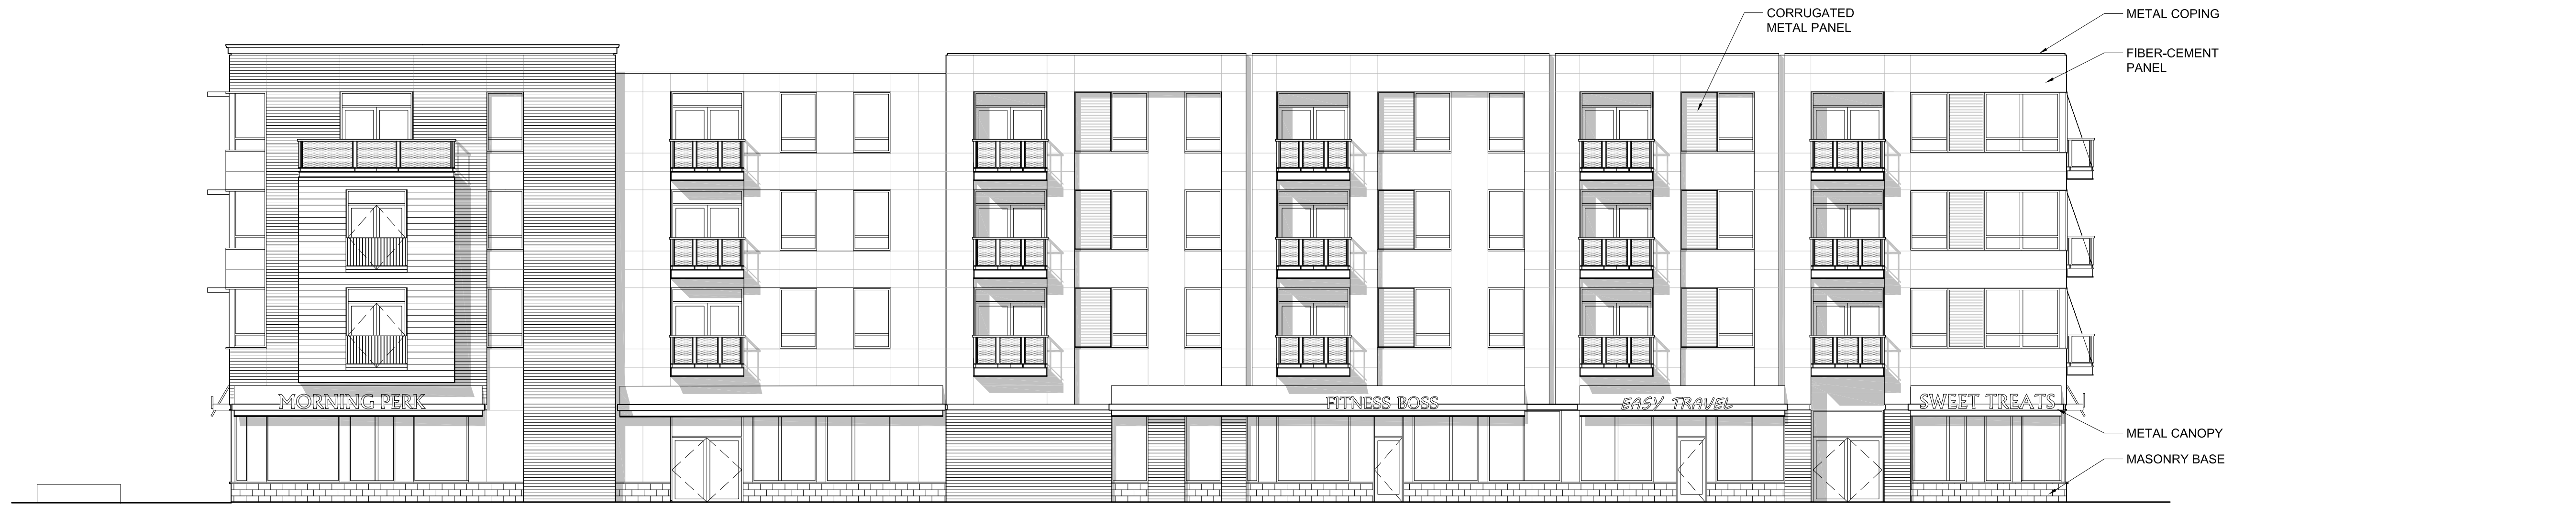 CORRUGATED
METAL PANEL
METAL COPING
FIBER-CEMENT
PANEL
MORNING PERK
FITNESS BOSS
EASY TRAVEL
SWEET TREATS
METAL CANOPY
MASONRY BASE